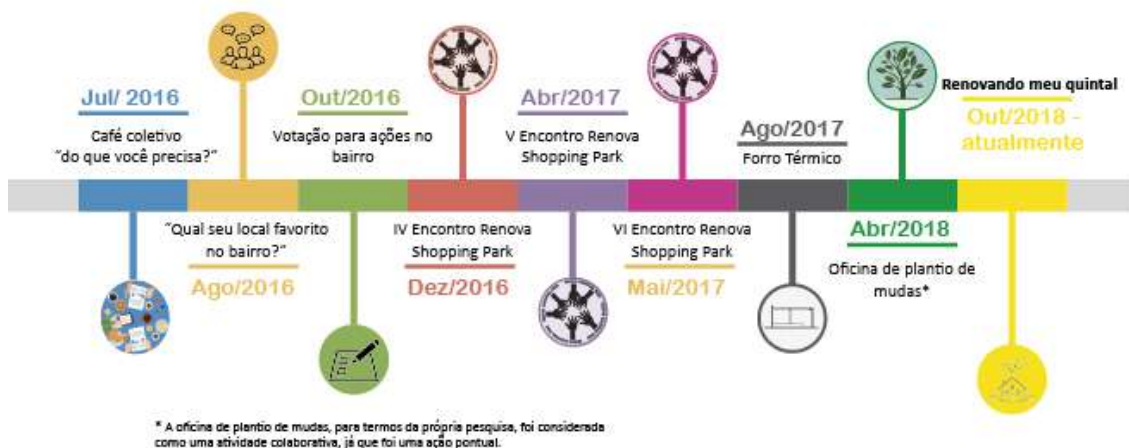 Jul/ 2016
Café coletivo
“do que você precisa?”
“Qual seu local favorito
no bairro?”
Ago/2016
Out/2016
Votação para ações no
bairro
IV Encontro Renova
Shopping Park
Dez/2016
Abr/2017
V Encontro Renova
Shopping Park
VI Encontro Renova
Shopping Park
Mai/2017
Ago/2017
Forro Térmico
Abr/2018
Oficina de plantio de
mudas*
Renovando meu quintal
Out/2018 -
atualmente
* A oficina de plantio de mudas, para termos da própria pesquisa, foi considerada
como uma atividade colaborativa, já que foi uma ação pontual.